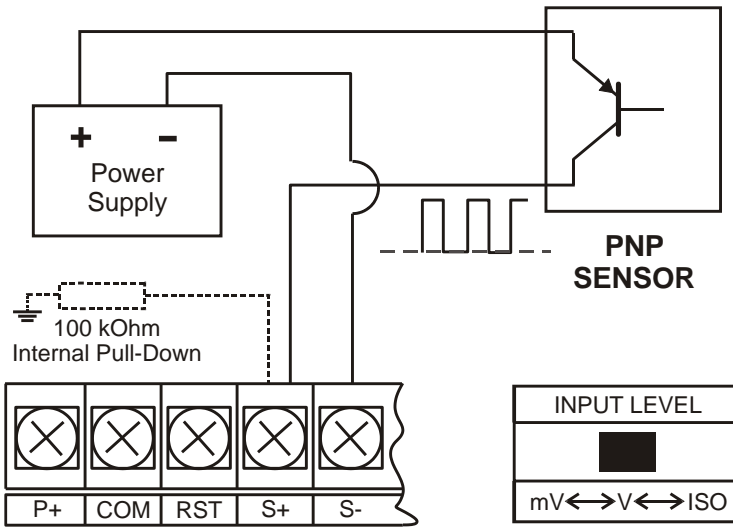 + −
Power
Supply
PNP
SENSOR
100 kOhm
Internal Pull-Down
INPUT LEVEL
mV↔V↔ISO
P+ COM RST S+ S-